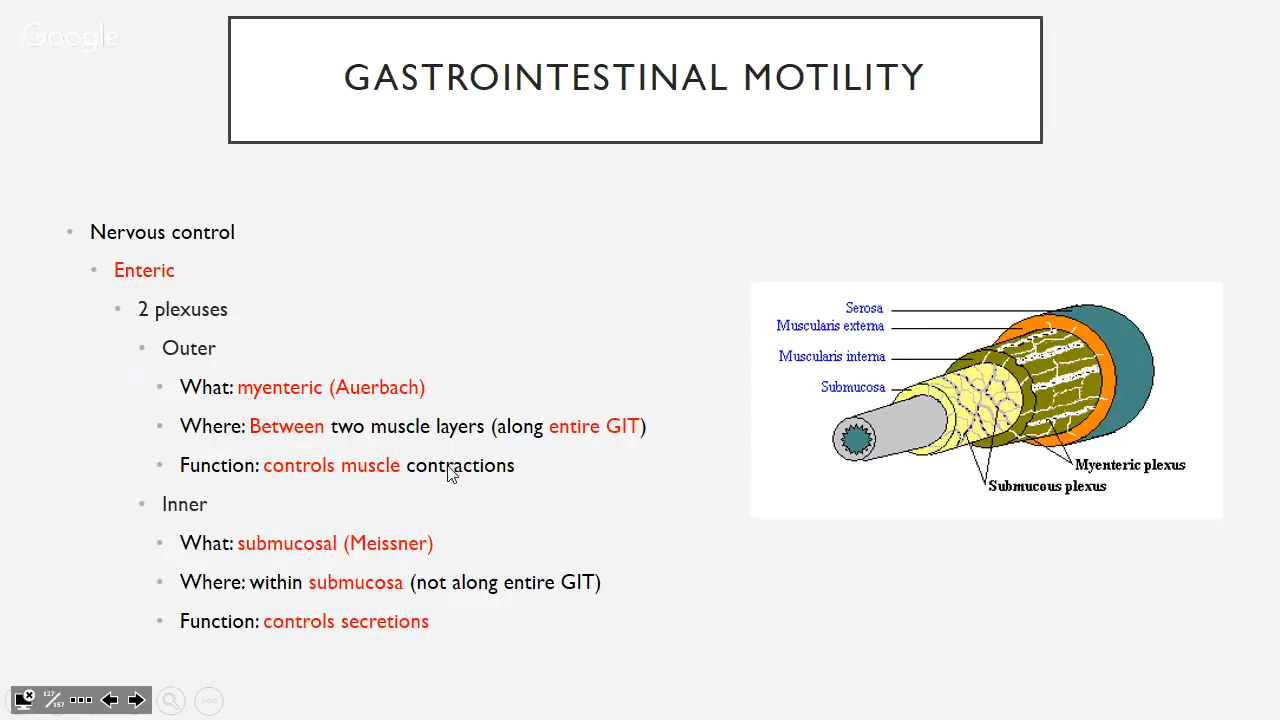 Google
GASTROINTESTINAL MOTILITY
• Nervous control
• Enteric
• 2 plexuses
• Outer
• What: myenteric (Auerbach)
• Where: Between two muscle layers (along entire GIT)
• Function: controls muscle contractions
• Inner
• What: submucosal (Meissner)
• Where: within submucosa (not along entire GIT)
• Function: controls secretions
Serosa
Muscularis externa
Muscularis interna
Submucosa
Myenteric plexus
Submucous plexus
127/157